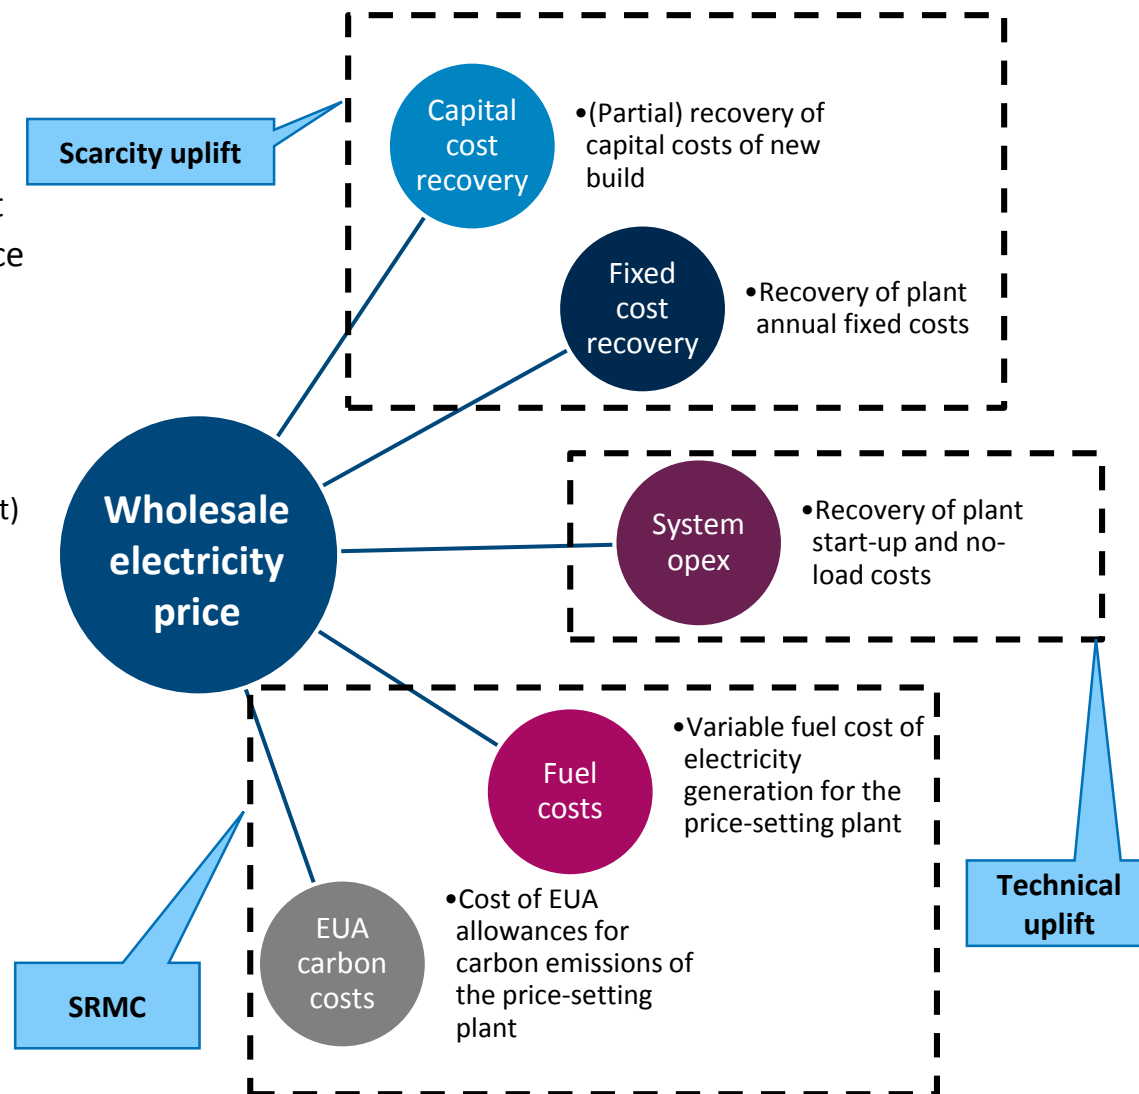 Scarcity uplift
Capital
cost
recovery
•(Partial) recovery of
capital costs of new
build
t
ce
Fixed
cost
recovery
•Recovery of plant
annual fixed costs
t)
Wholesale
electricity
price
System
opex
•Recovery of plant
start-up and no-
load costs
Fuel
costs
•Variable fuel cost of
electricity
generation for the
price-setting plant
Technical
uplift
EUA
carbon
costs
•Cost of EUA
allowances for
carbon emissions of
the price-setting
plant
SRMC